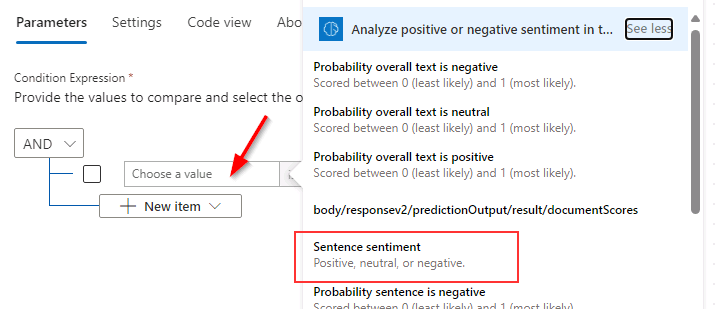 Parameters Settings Code view Abo
Condition Expression *
Provide the values to compare and select the o
AND
Choose a value
New item
Analyze positive or negative sentiment in t... See less
Probability overall text is negative
Scored between 0 (least likely) and 1 (most likely).
Probability overall text is neutral
Scored between 0 (least likely) and 1 (most likely).
Probability overall text is positive
Scored between 0 (least likely) and 1 (most likely).
body/responsev2/predictionOutput/result/documentScores
Sentence sentiment
Positive, neutral, or negative.
Probability sentence is negative
Scored between 0 (least likely) and 1 (most likely).